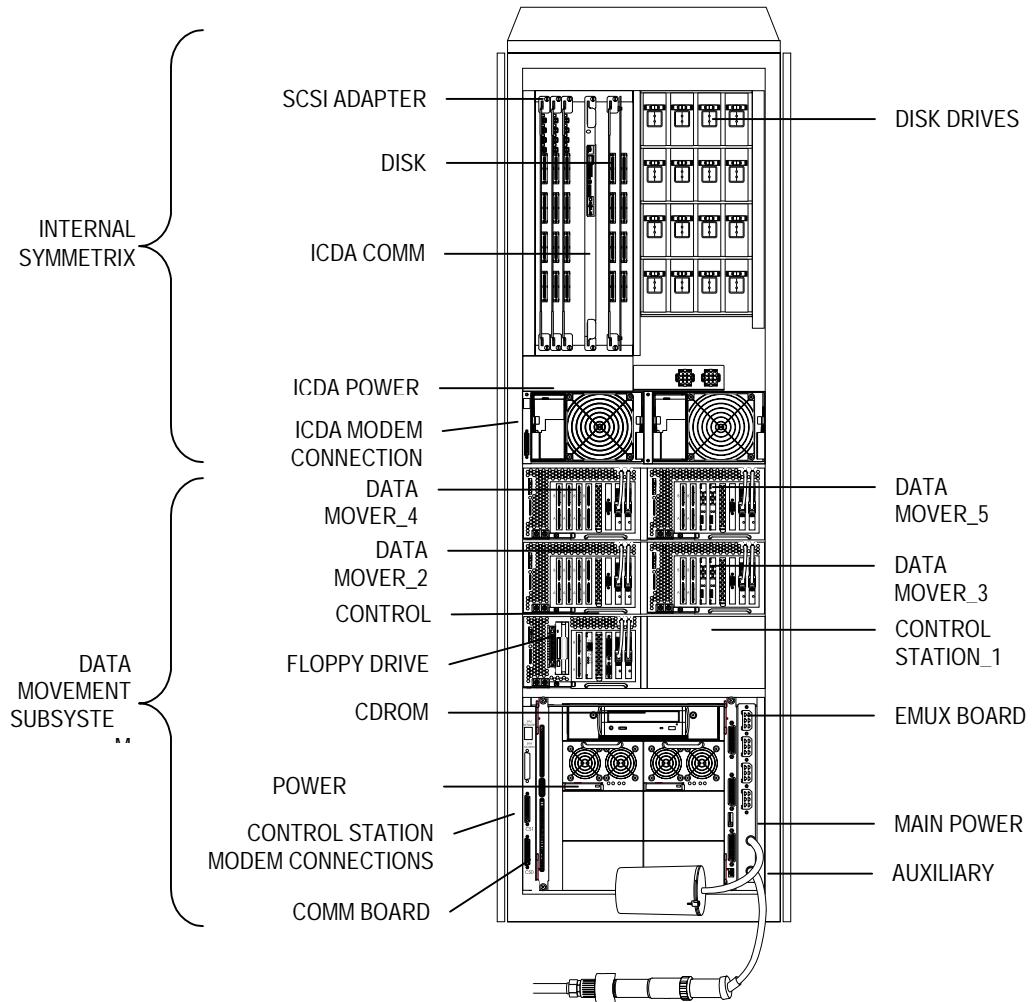 SCSI ADAPTER
DISK DRIVES
DISK
INTERNAL
SYMMETRIX
ICDA COMM
ICDA POWER
ICDA MODEM
CONNECTION
DATA
MOVER_4
DATA
MOVER_5
DATA
MOVER_2
DATA
MOVER_3
CONTROL
CONTROL
STATION_1
FLOPPY DRIVE
DATA
MOVEMENT
SUBSYSTE
CDROM
EMUX BOARD
POWER
CONTROL STATION
MODEM CONNECTIONS
MAIN POWER
AUXILIARY
COMM BOARD
CS1
CS0